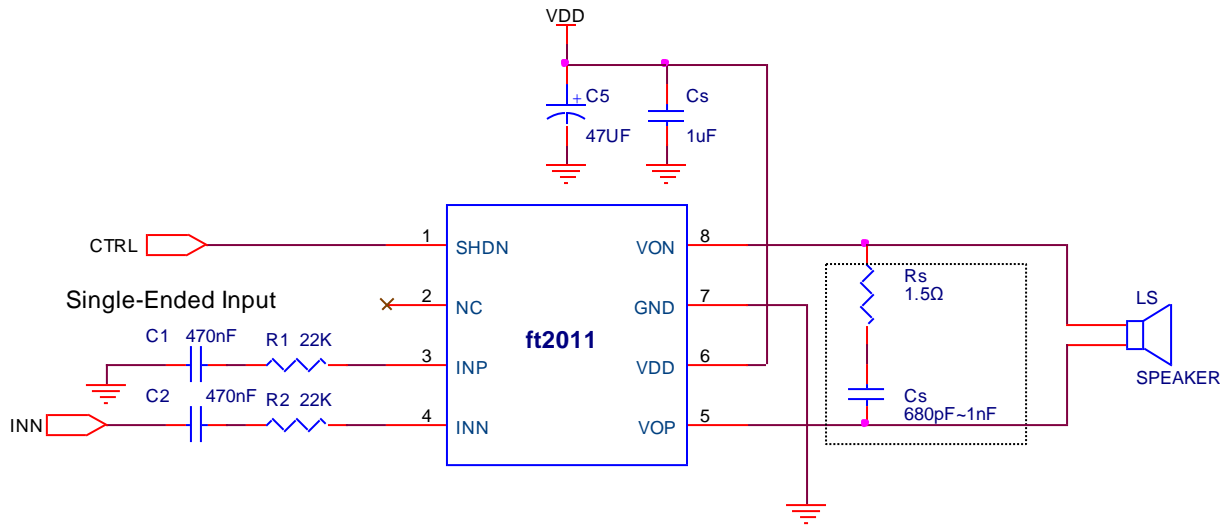 VDD
C5
47UF
Cs
1uF
+
CTRL
1
SHDN
VON
8
Single-Ended Input
2
NC
GND
7
Rs
1.5Ω
LS
SPEAKER
ft2011
C1 470nF R1 22K
3
INP
VDD
6
C2 470nF R2 22K
INN
4
INN
VOP
5
Cs
680pF~1nF